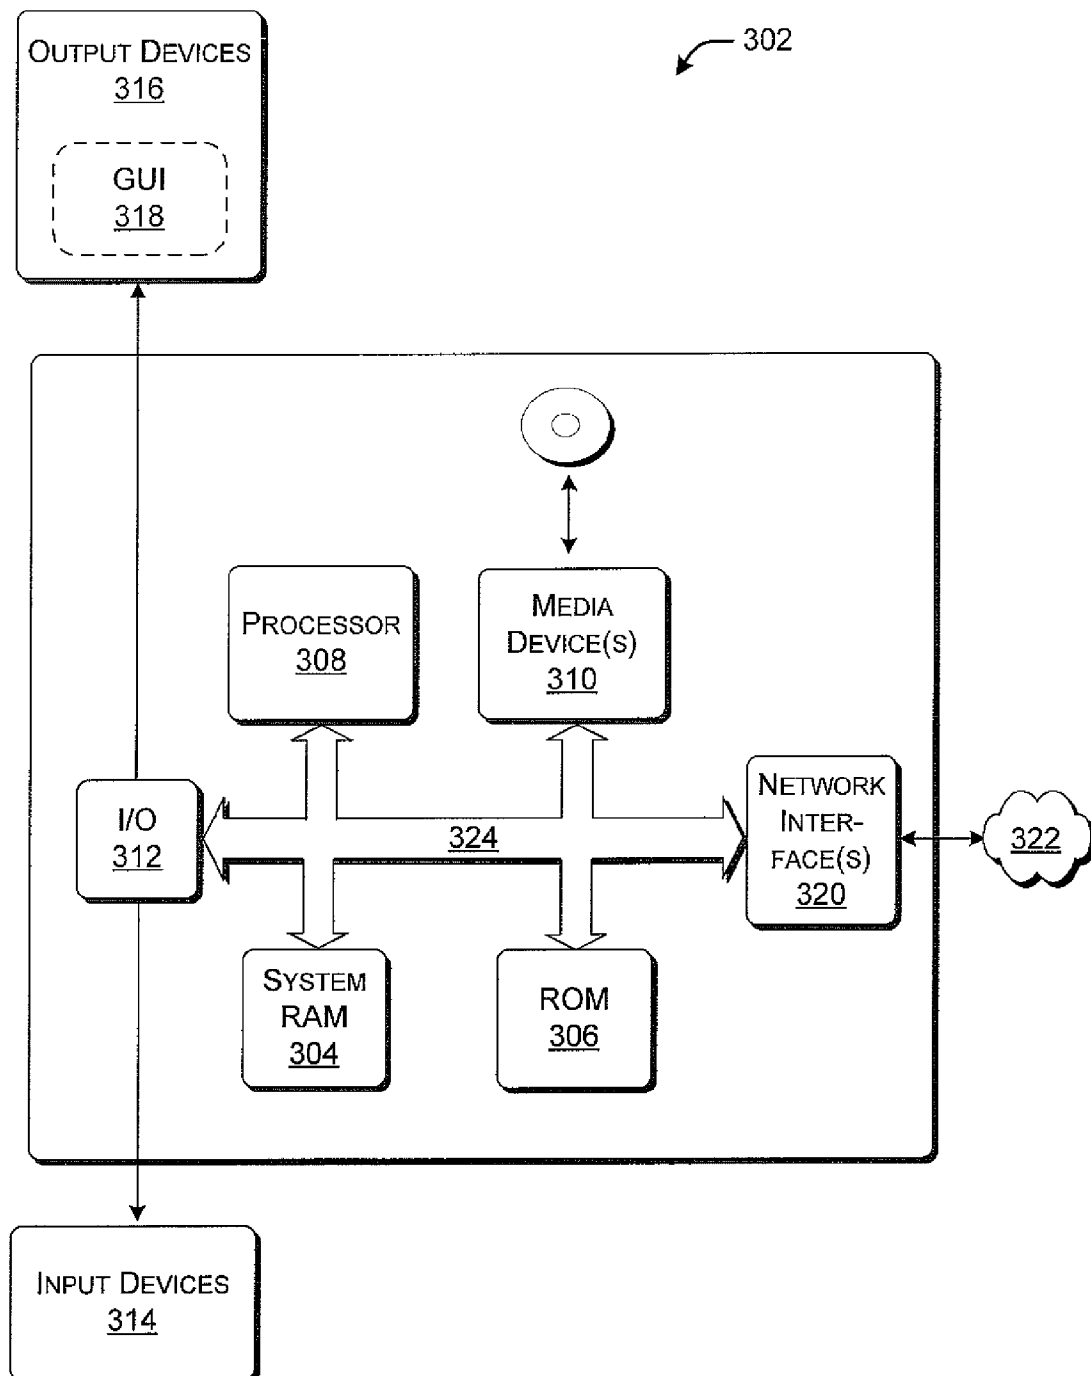 OUTPUT DEVICES
316
GUI
318
302
PROCESSOR
308
MEDIA
DEVICE(S)
310
I/O
312
324
NETWORK
INTER-
FACE(S)
320
322
SYSTEM
RAM
304
ROM
306
INPUT DEVICES
314